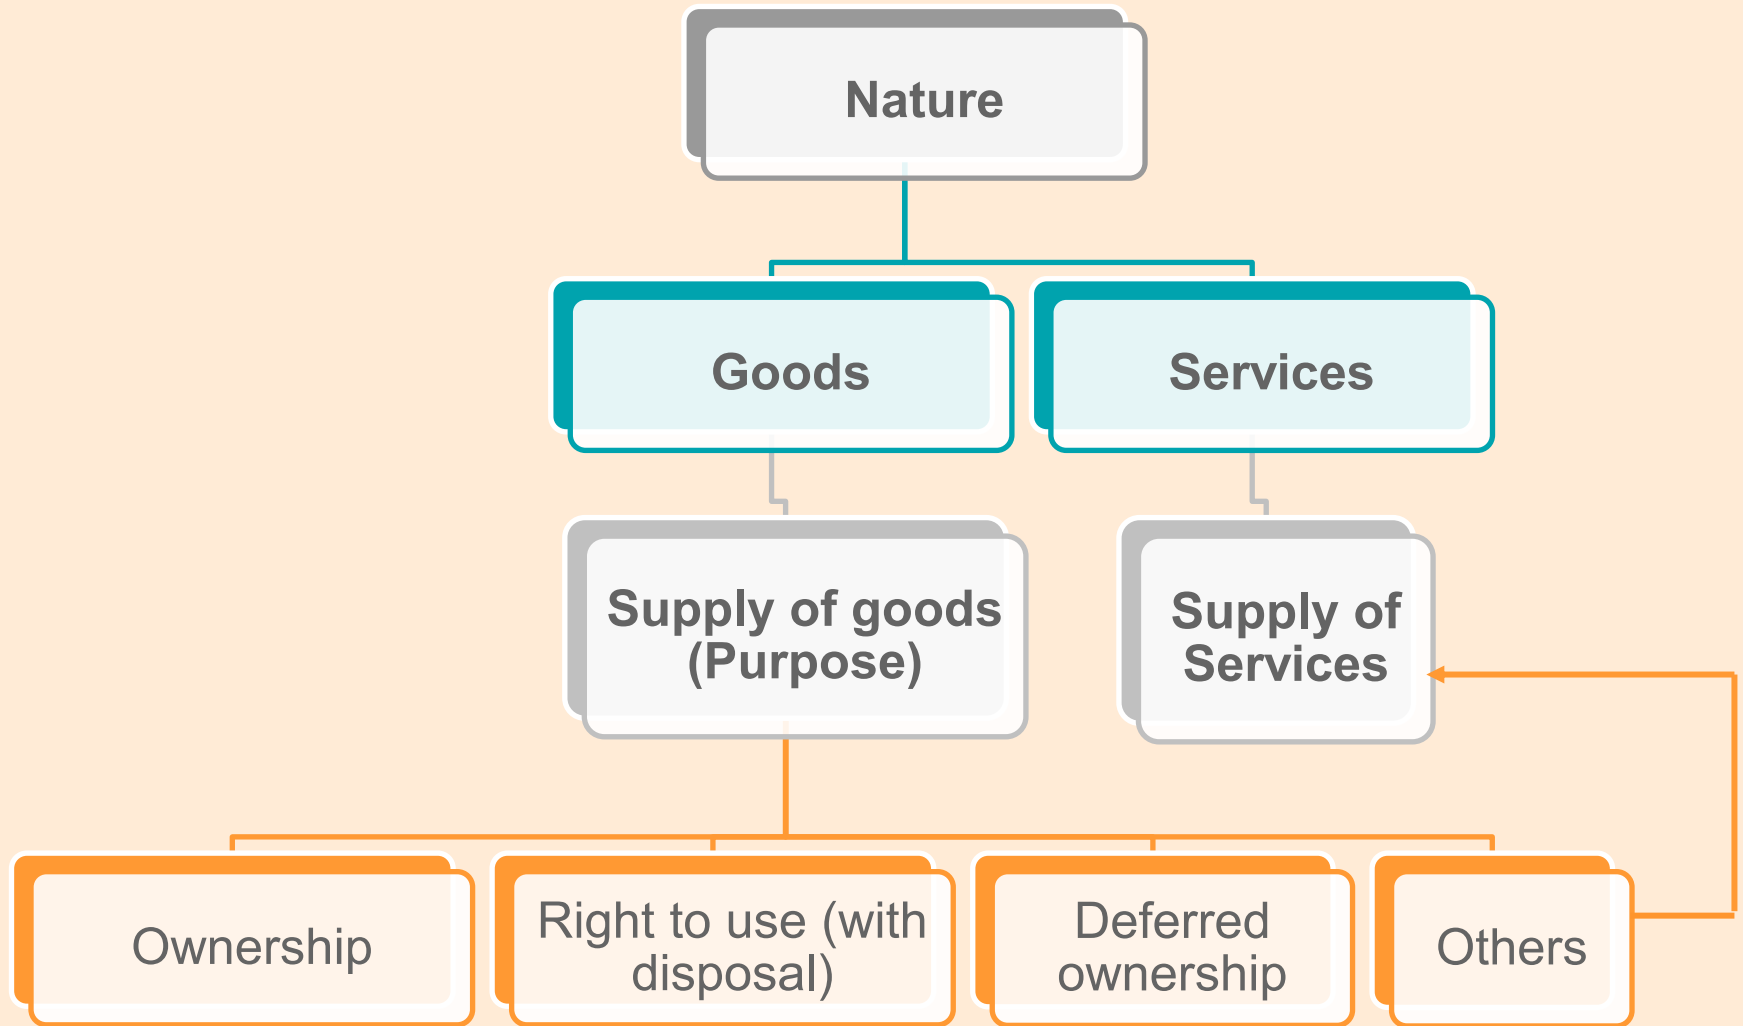 Nature
Goods
Services
Supply of goods
(Purpose)
Supply of
Services
Ownership
Right to use (with
disposal)
Deferred
ownership
Others